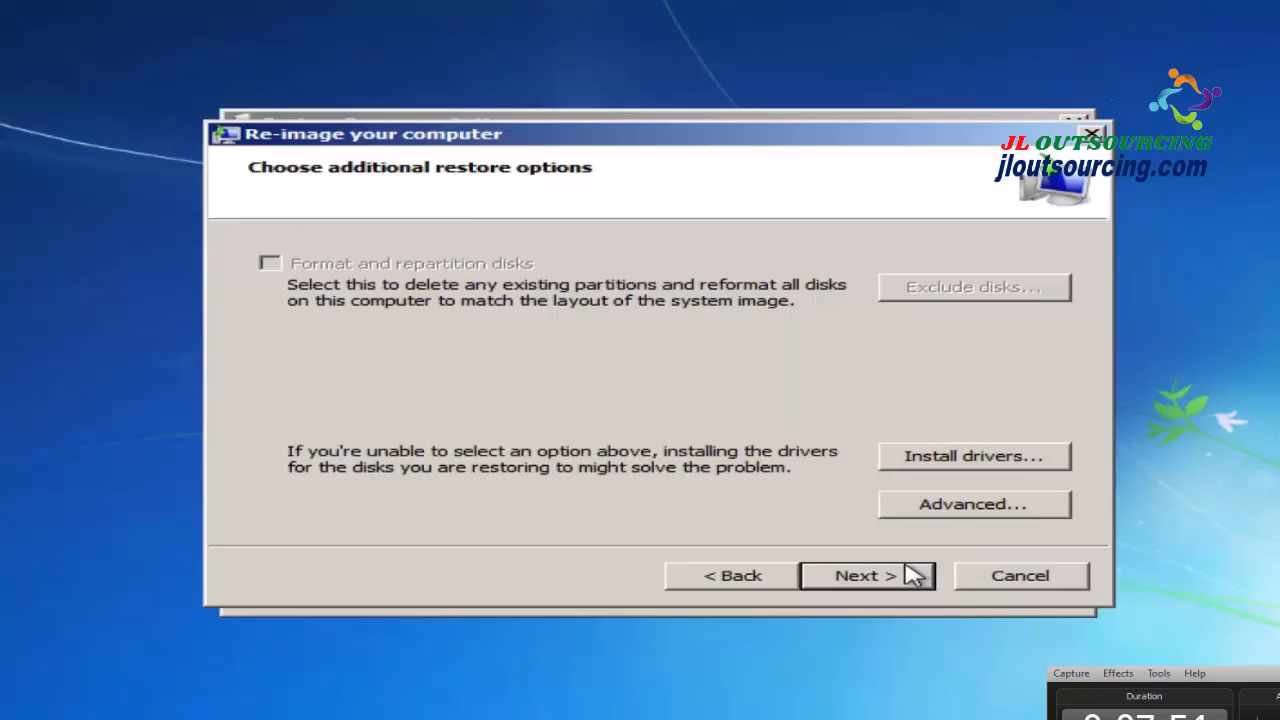 Re-image your computer
JL OUTSOURCING
jloutsourcing.com
Choose additional restore options
Format and repartition disks
Select this to delete any existing partitions and reformat all disks
on this computer to match the layout of the system image.
Exclude disks...
If you're unable to select an option above, installing the drivers
for the disks you are restoring to might solve the problem.
Install drivers...
Advanced...
< Back
Next >
Cancel
Capture Effects Tools Help
Duration